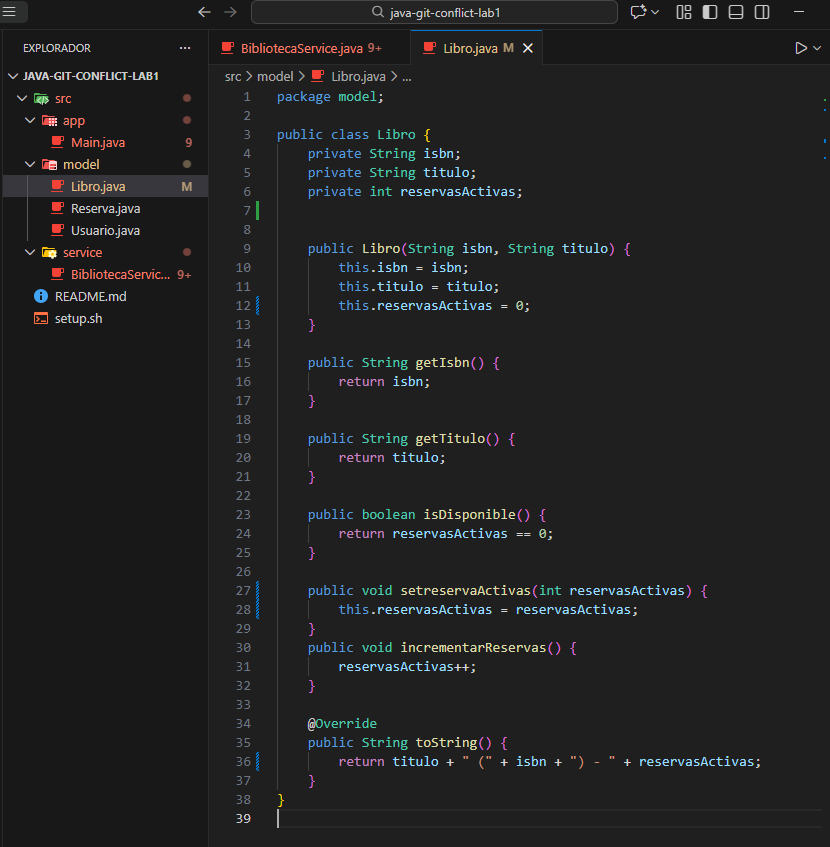 java-git-conflict-lab1
EXPLORADOR
JAVA-GIT-CONFLICT-LAB1
src
app
Main.java 9
model
Libro.java M
Reserva.java
Usuario.java
service
BibliotecaServic... 9+
README.md
setup.sh
BibliotecaService.java 9+
Libro.java M
src > model > Libro.java > ...
1 package model;
2
3 public class Libro {
4 private String isbn;
5 private String titulo;
6 private int reservasActivas;
7
8
9 public Libro(String isbn, String titulo) {
10 this.isbn = isbn;
11 this.titulo = titulo;
12 this.reservasActivas = 0;
13 }
14
15 public String getIsbn() {
16 return isbn;
17 }
18
19 public String getTitulo() {
20 return titulo;
21 }
22
23 public boolean isDisponible() {
24 return reservasActivas == 0;
25 }
26
27 public void setreservaActivas(int reservasActivas) {
28 this.reservasActivas = reservasActivas;
29 }
30 public void incrementarReservas() {
31 reservasActivas++;
32 }
33
34 @Override
35 public String toString() {
36 return titulo + " (" + isbn + ") - " + reservasActivas;
37 }
38 }
39